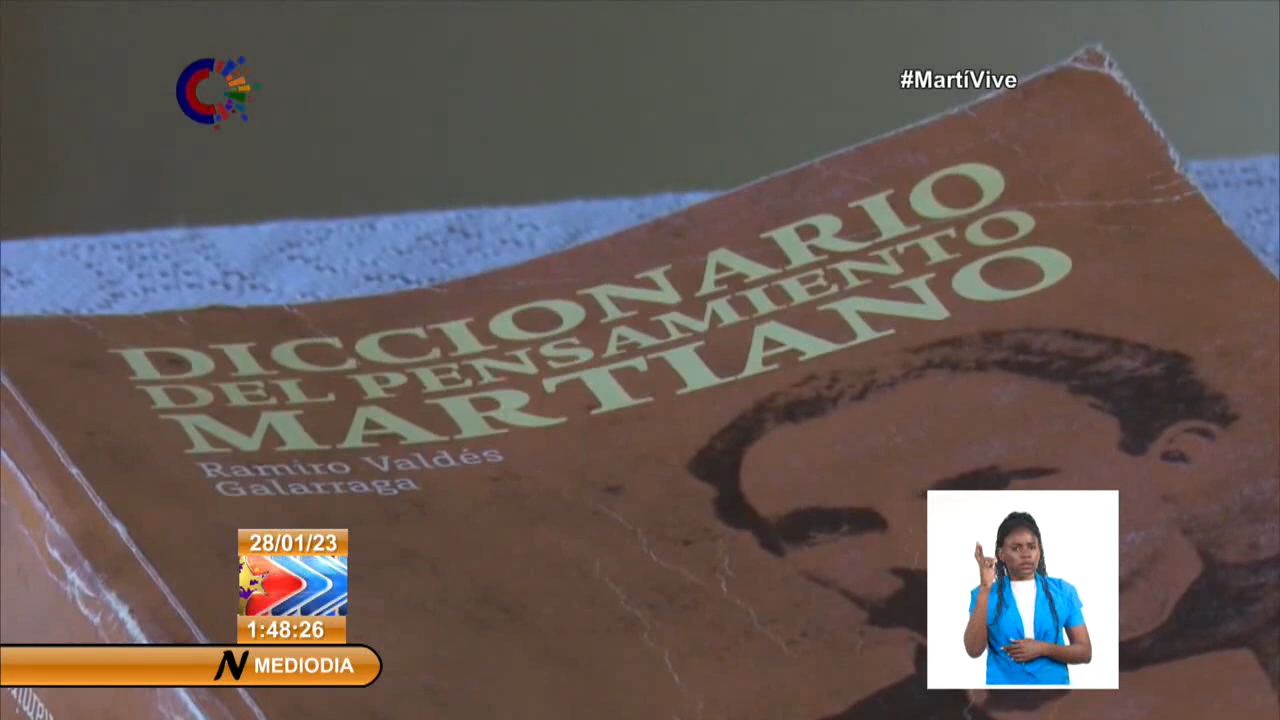 #MartíVive
DICCIONARIO
DEL PENSAMIENTO
MARTIANO
Ramiro Valdés
Galarraga
28/01/23
1:48:26
N MEDIODIA